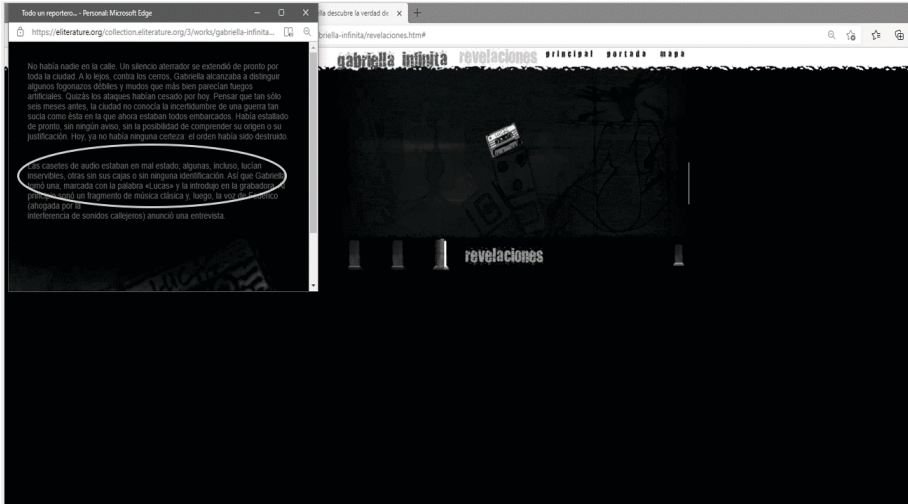 Todo un reportero... - Personal: Microsoft Edge
https://eliterature.org/collection.eliterature.org/3/works/gabriella-infinita...
No había nadie en la calle. Un silencio aterrador se extendió de pronto por
toda la ciudad. A lo lejos, contra los cerros, Gabriella alcanzaba a distinguir
algunos fogonazos débiles y mudos que más bien parecían fuegos
artificiales. Quizás los ataques habían cesado por hoy. Pensar que tan sólo
seis meses antes, la ciudad no conocía la incertidumbre de una guerra tan
sucia como ésta en la que ahora estaban todos embarcados. Había estallado
de pronto, sin ningún aviso, sin la posibilidad de comprender su origen o su
justificación. Hoy, ya no había ninguna certeza: el orden había sido destruido.
Las casetes de audio estaban en mal estado; algunas, incluso, lucían
inservibles, otras sin sus cajas o sin ninguna identificación. Así que Gabriella
tomó una, marcada con la palabra «Lucas» y la introdujo en la grabadora. Al
principio sonó un fragmento de música clásica y, luego, la voz de Federico
(ahogada por la
interferencia de sonidos callejeros) anunció una entrevista.
ella descubre la verdad de
briella-infinita/revelaciones.htm#
gabriella infinita revelaciones principal portada mapa
revelaciones